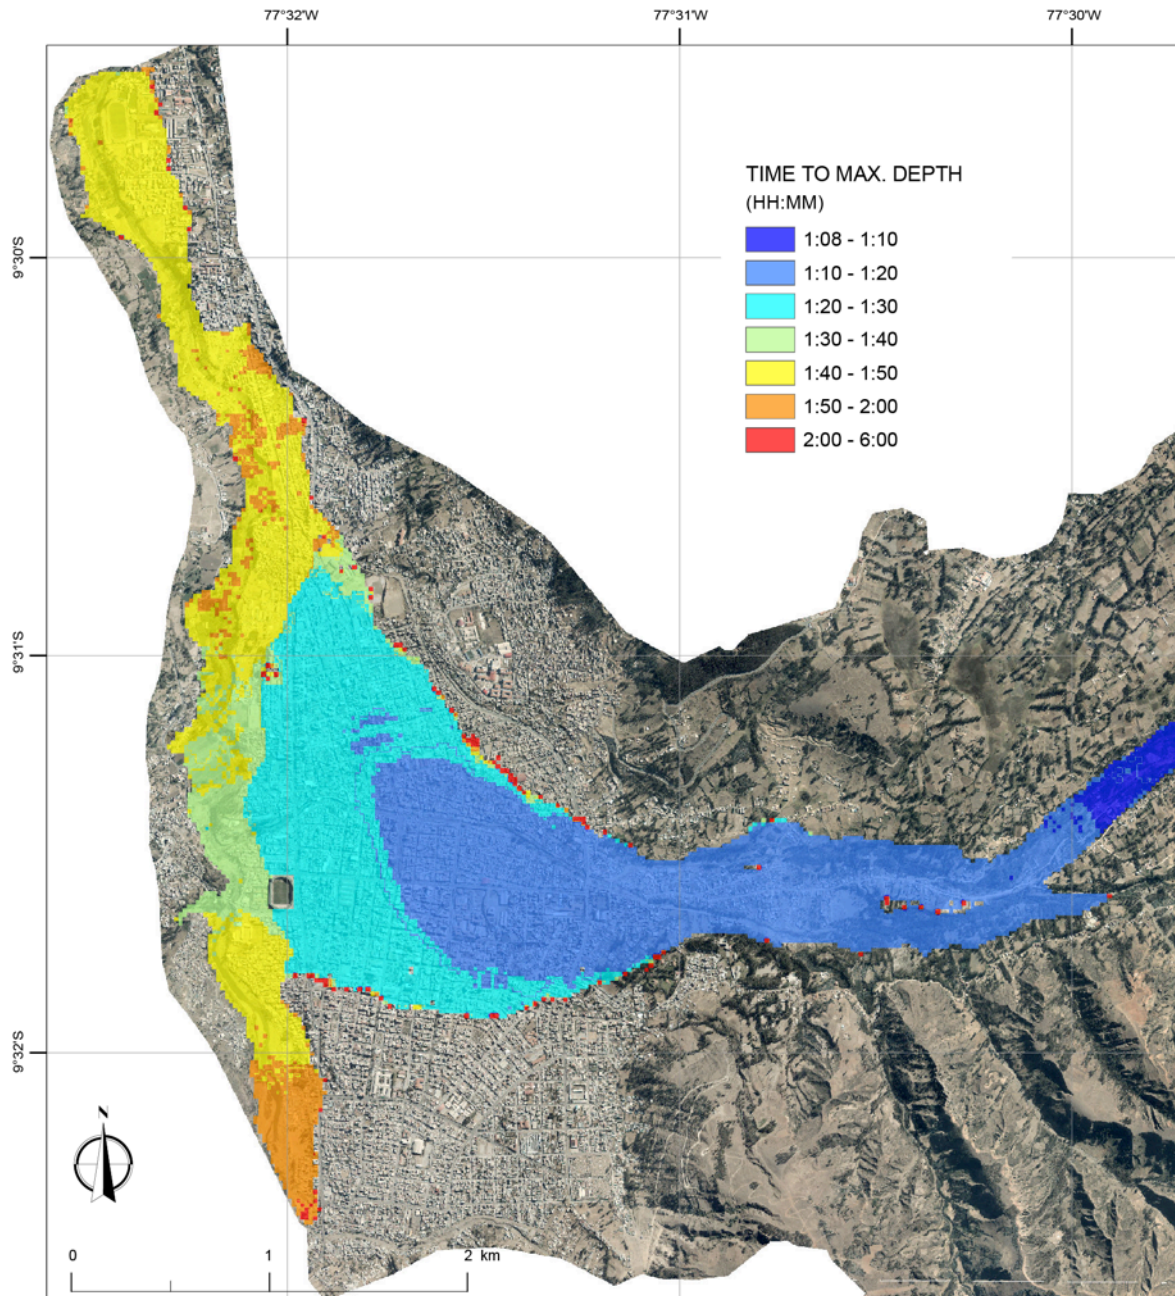 77°32'W 77°31'W 77°30'W
TIME TO MAX. DEPTH
(HH:MM)
1:08 - 1:10
9°30'S
1:10 - 1:20
1:20 - 1:30
1:30 - 1:40
1:40 - 1:50
1:50 - 2:00
2:00 - 6:00
9°31'S
9°32'S
N
0 1 2 km